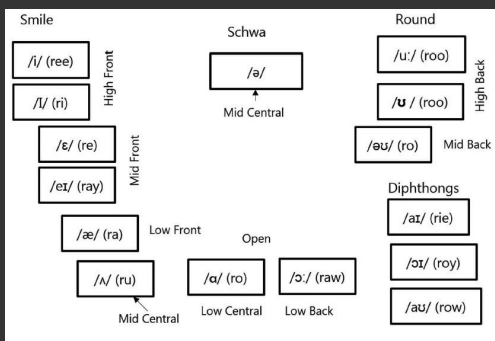 Smile
/i/ (ree)
/I/ (ri)
High Front
/ɛ/ (re)
/eɪ/ (ray)
Mid Front
/æ/ (ra)
Low Front
/ʌ/ (ru)
Mid Central
Schwa
/ə/
Mid Central
Open
/ɑ/ (ro)
Low Central
/ɔː/ (raw)
Low Back
Round
/uː/ (roo)
/ʊ / (roo)
High Back
/əʊ/ (ro)
Mid Back
Diphthongs
/aɪ/ (rie)
/ɔɪ/ (roy)
/aʊ/ (row)